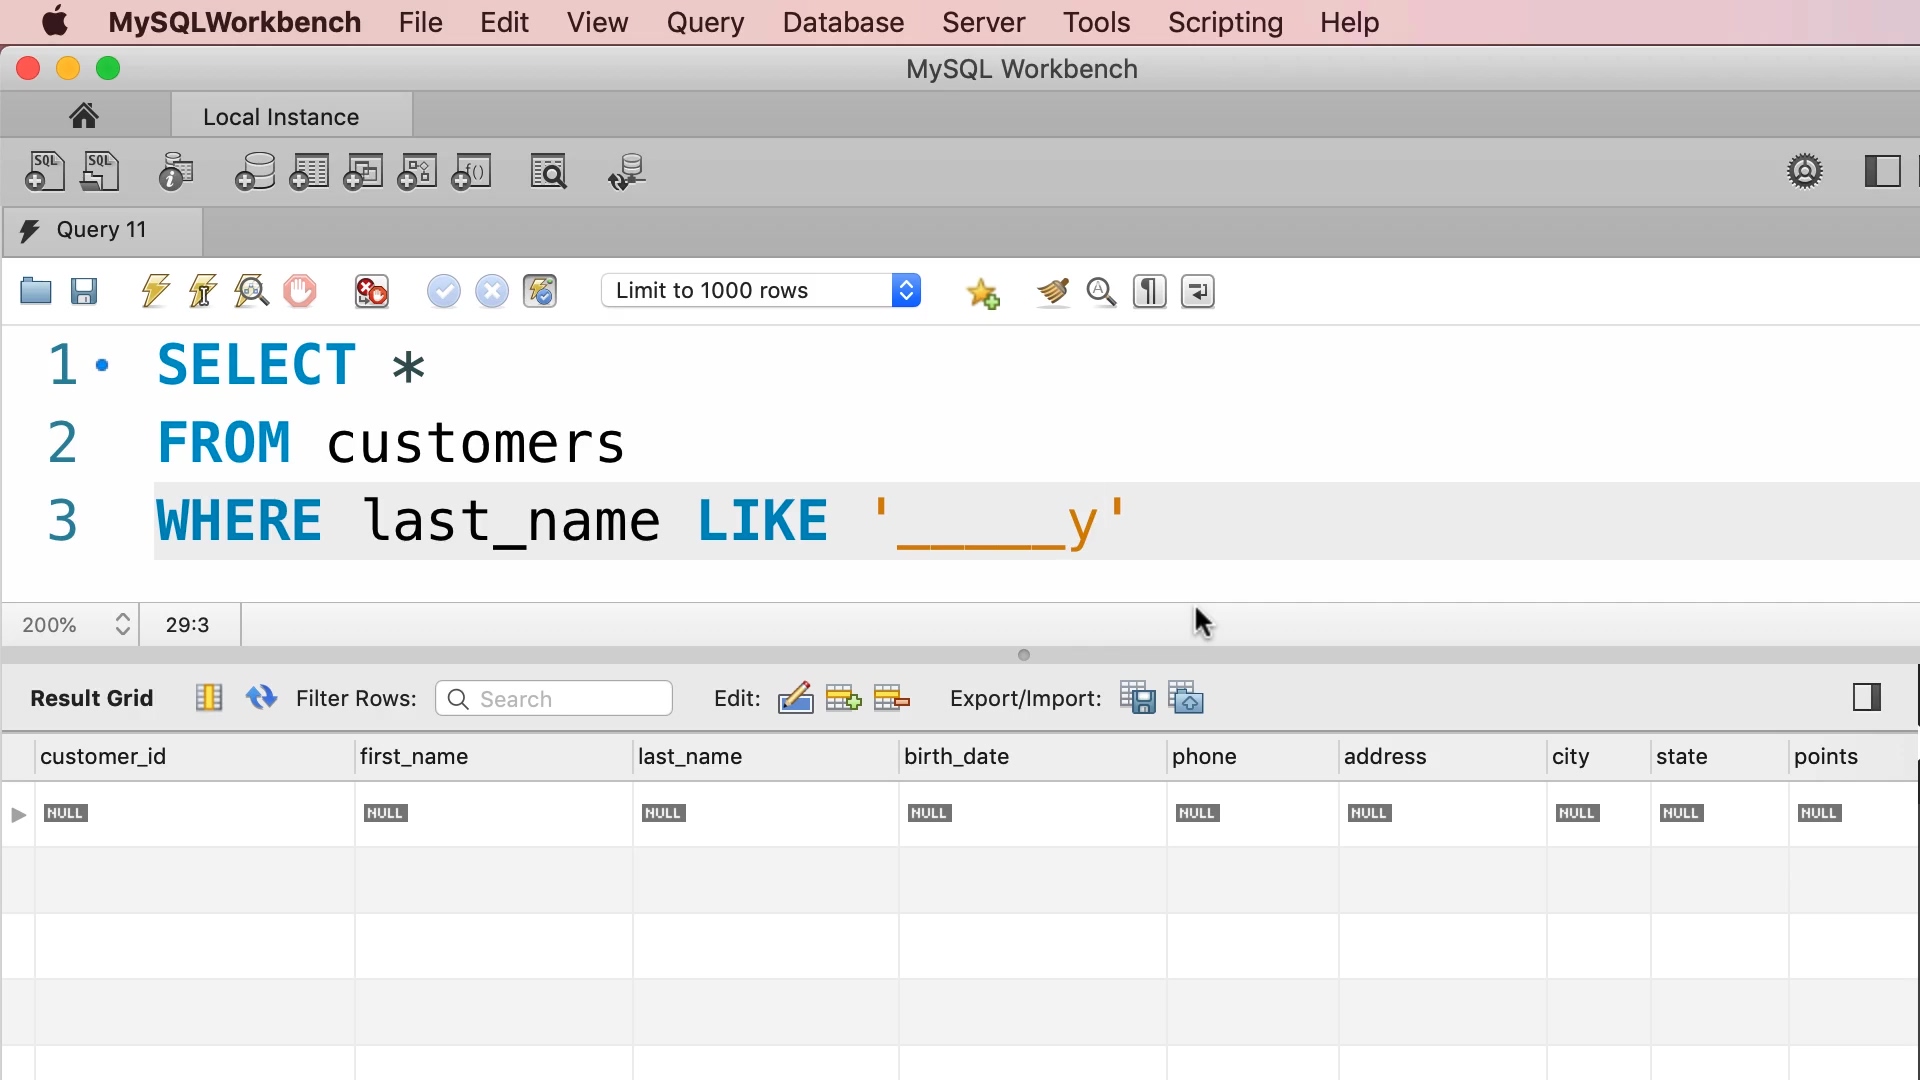 MySQLWorkbench File Edit View Query Database Server Tools Scripting Help
MySQL Workbench
Local Instance
SQL SQL f()
Query 11
Limit to 1000 rows
1 SELECT *
2 FROM customers
3 WHERE last_name LIKE '_____y'
200% 29:3
Result Grid Filter Rows: Search Edit: Export/Import:
customer_id first_name last_name birth_date phone address city state points
NULL NULL NULL NULL NULL NULL NULL NULL NULL